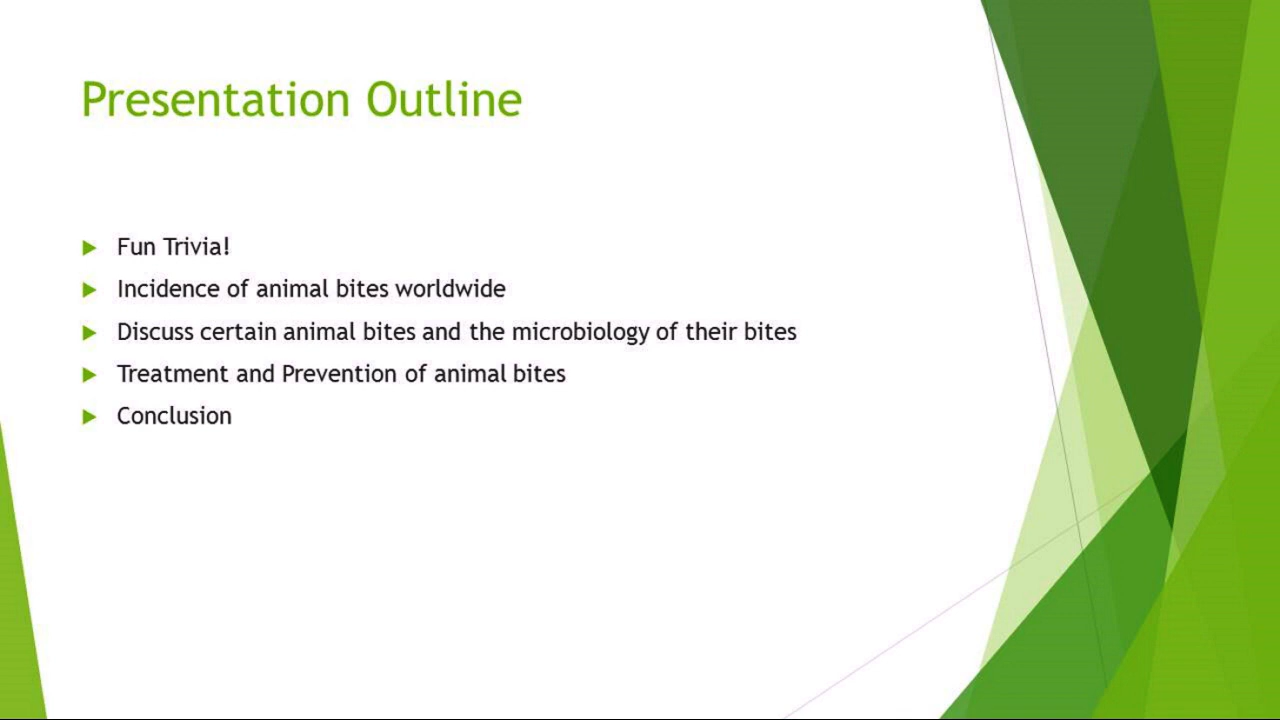 Presentation Outline
Fun Trivia!
Incidence of animal bites worldwide
Discuss certain animal bites and the microbiology of their bites
Treatment and Prevention of animal bites
Conclusion